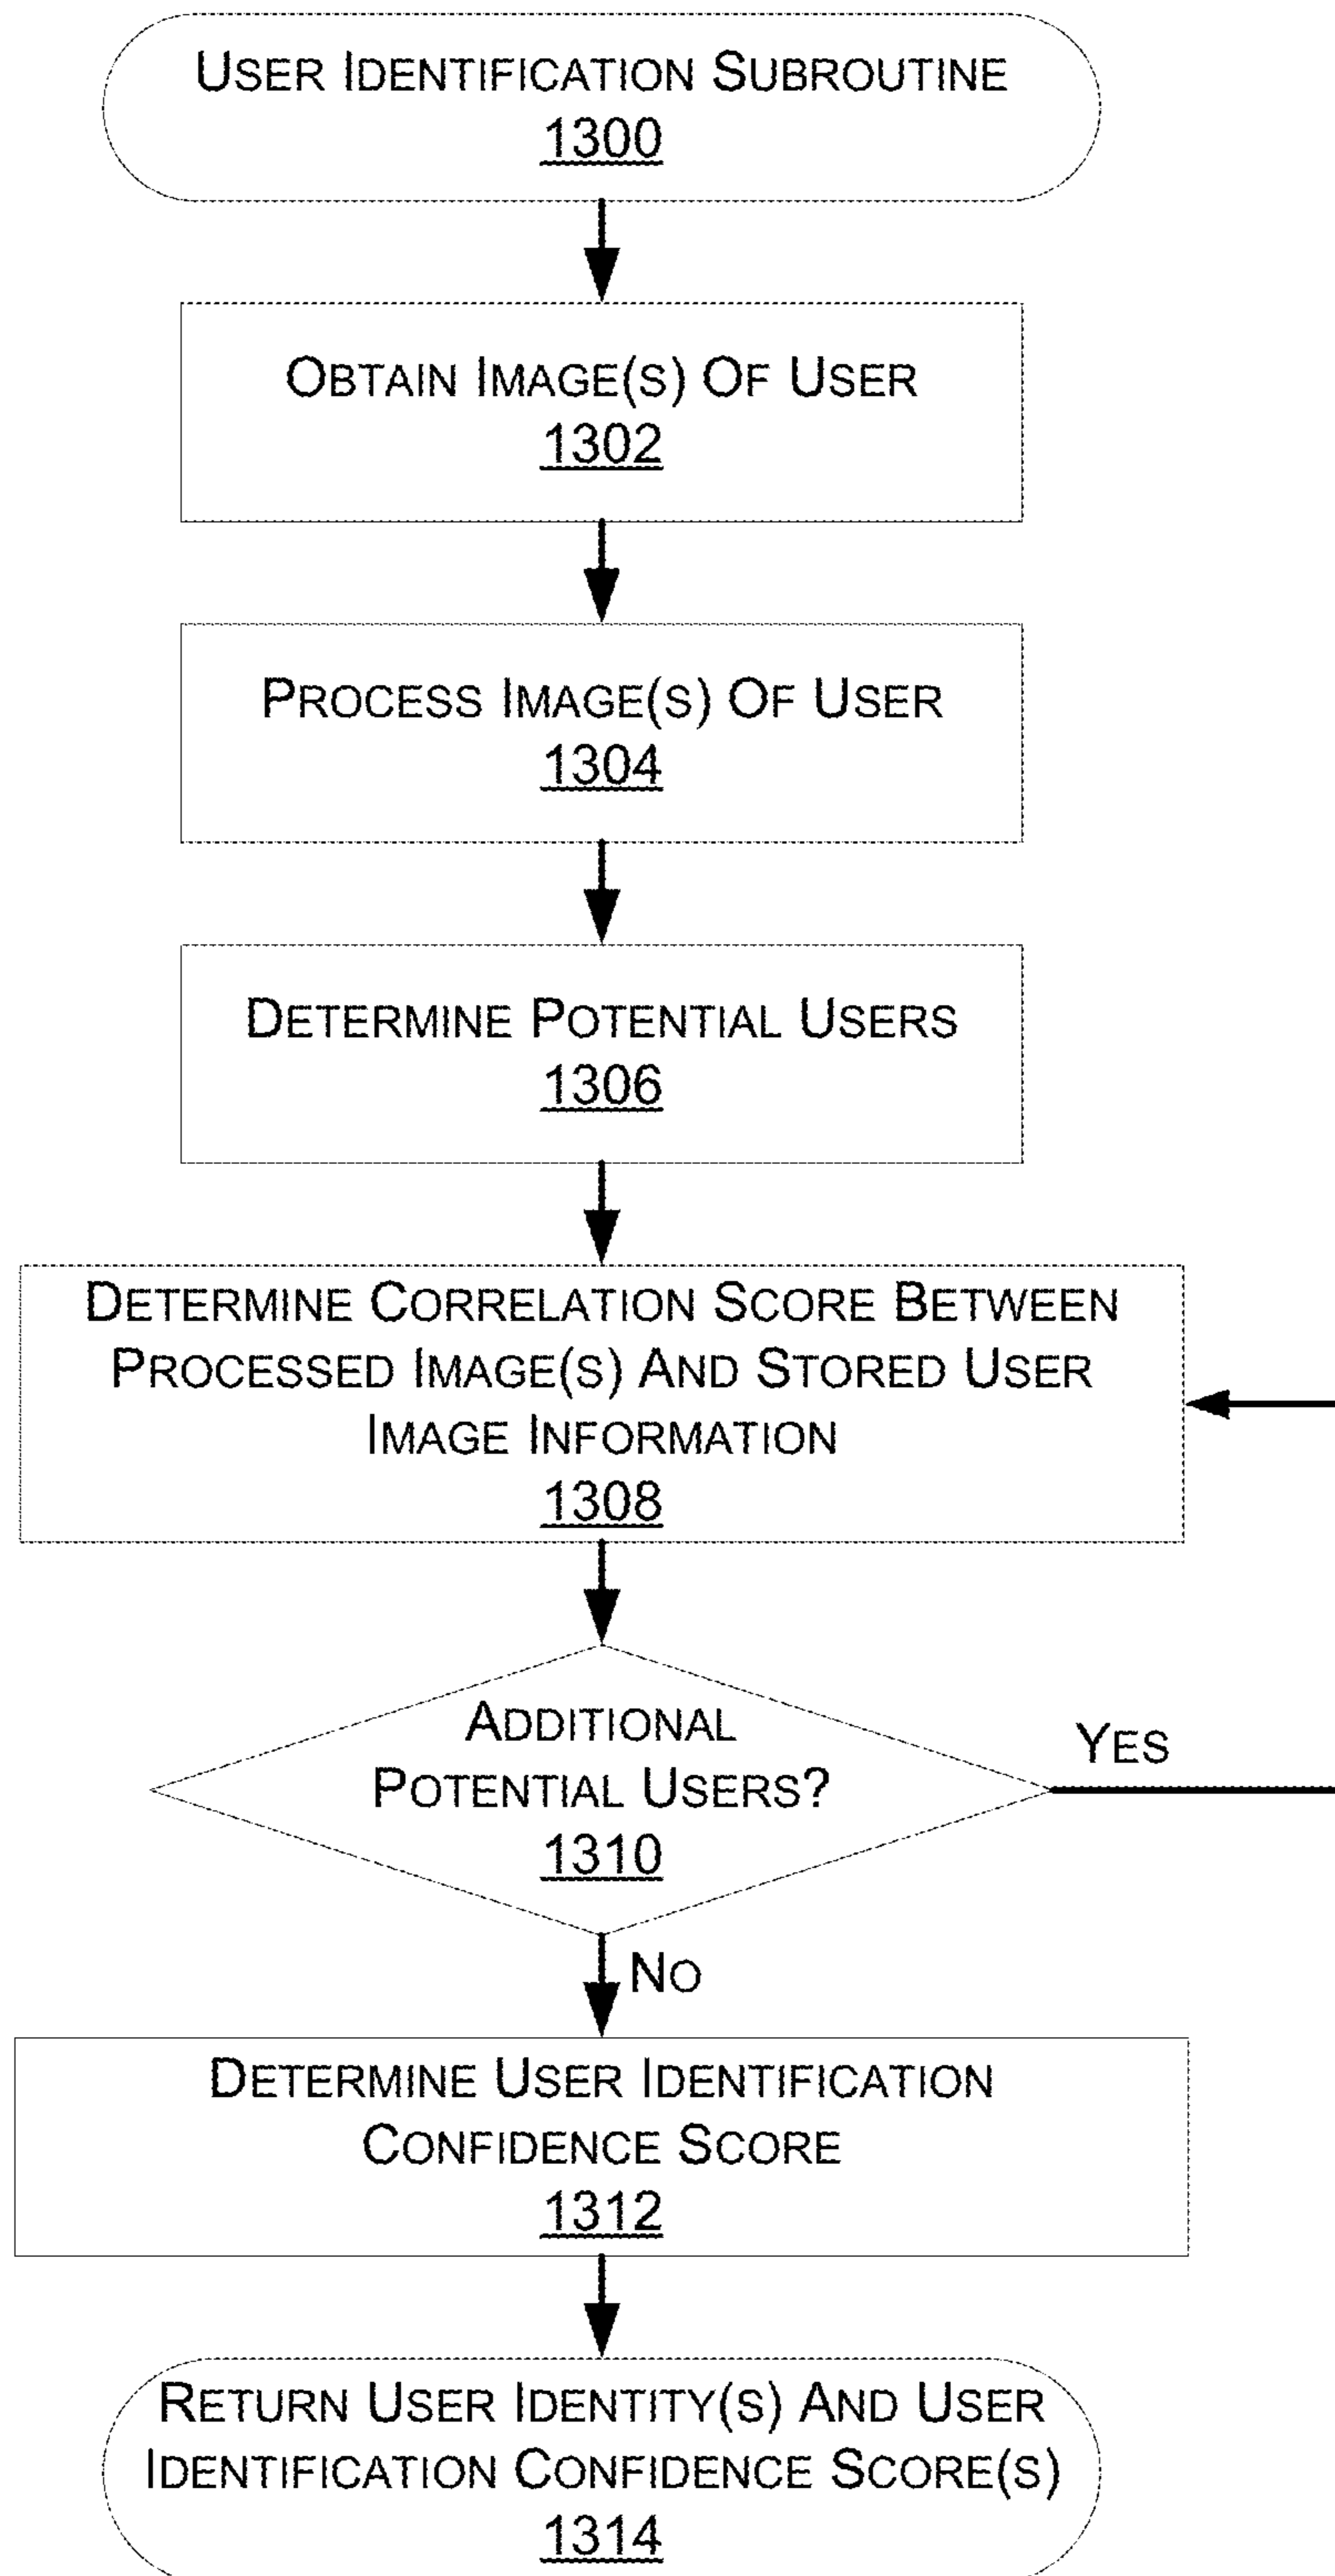 USER IDENTIFICATION SUBROUTINE
1300
OBTAIN IMAGE(S) OF USER
1302
PROCESS IMAGE(S) OF USER
1304
DETERMINE POTENTIAL USERS
1306
DETERMINE CORRELATION SCORE BETWEEN
PROCESSED IMAGE(S) AND STORED USER
IMAGE INFORMATION
1308
ADDITIONAL
POTENTIAL USERS?
1310
YES
NO
DETERMINE USER IDENTIFICATION
CONFIDENCE SCORE
1312
RETURN USER IDENTITY(S) AND USER
IDENTIFICATION CONFIDENCE SCORE(S)
1314